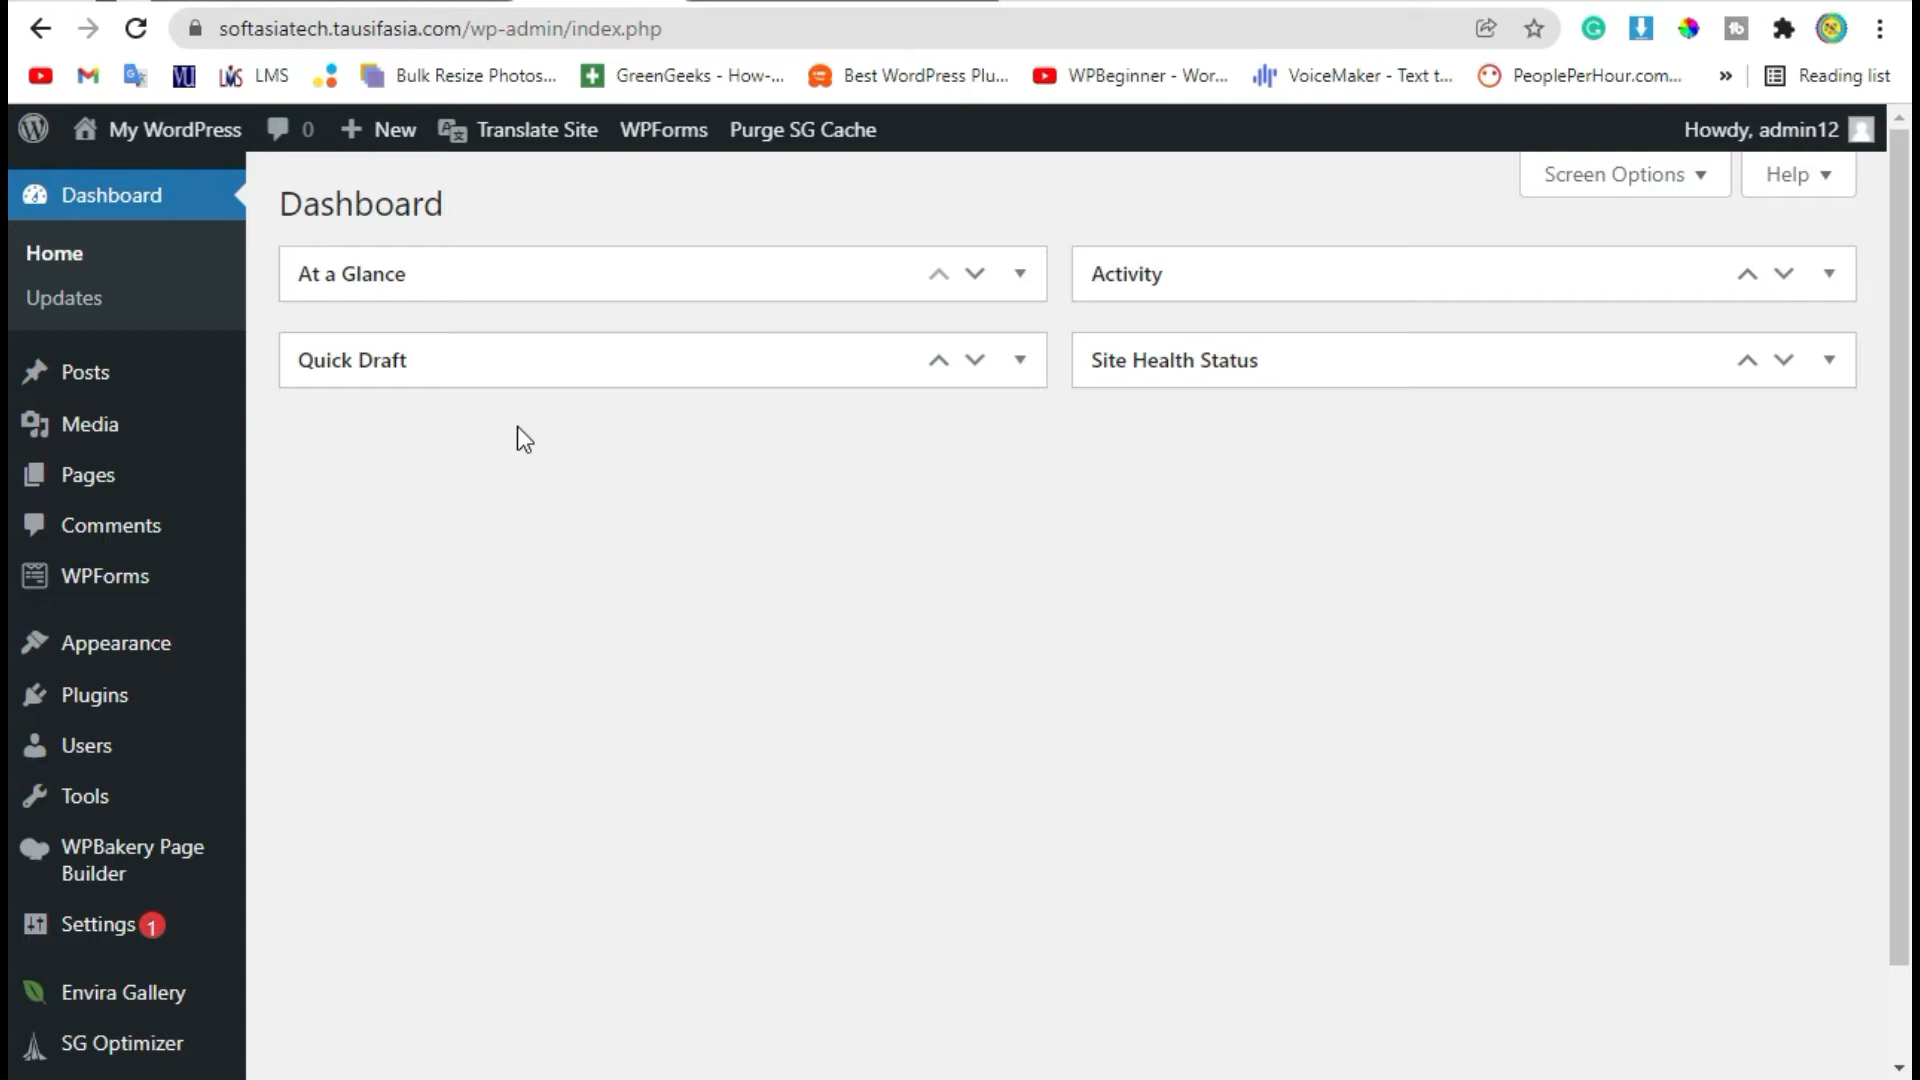 softasiatech.tausifasia.com/wp-admin/index.php
LMS
Bulk Resize Photos...
GreenGeeks - How-...
Best WordPress Plu...
WPBeginner - Wor...
VoiceMaker - Text t...
PeoplePerHour.com...
»
Reading list
My WordPress
0
New
Translate Site
WPForms
Purge SG Cache
Howdy, admin12
Dashboard
Home
Updates
Posts
Media
Pages
Comments
WPForms
Appearance
Plugins
Users
Tools
WPBakery Page
Builder
Settings 1
Envira Gallery
SG Optimizer
Screen Options
Help
Dashboard
At a Glance
Activity
Quick Draft
Site Health Status